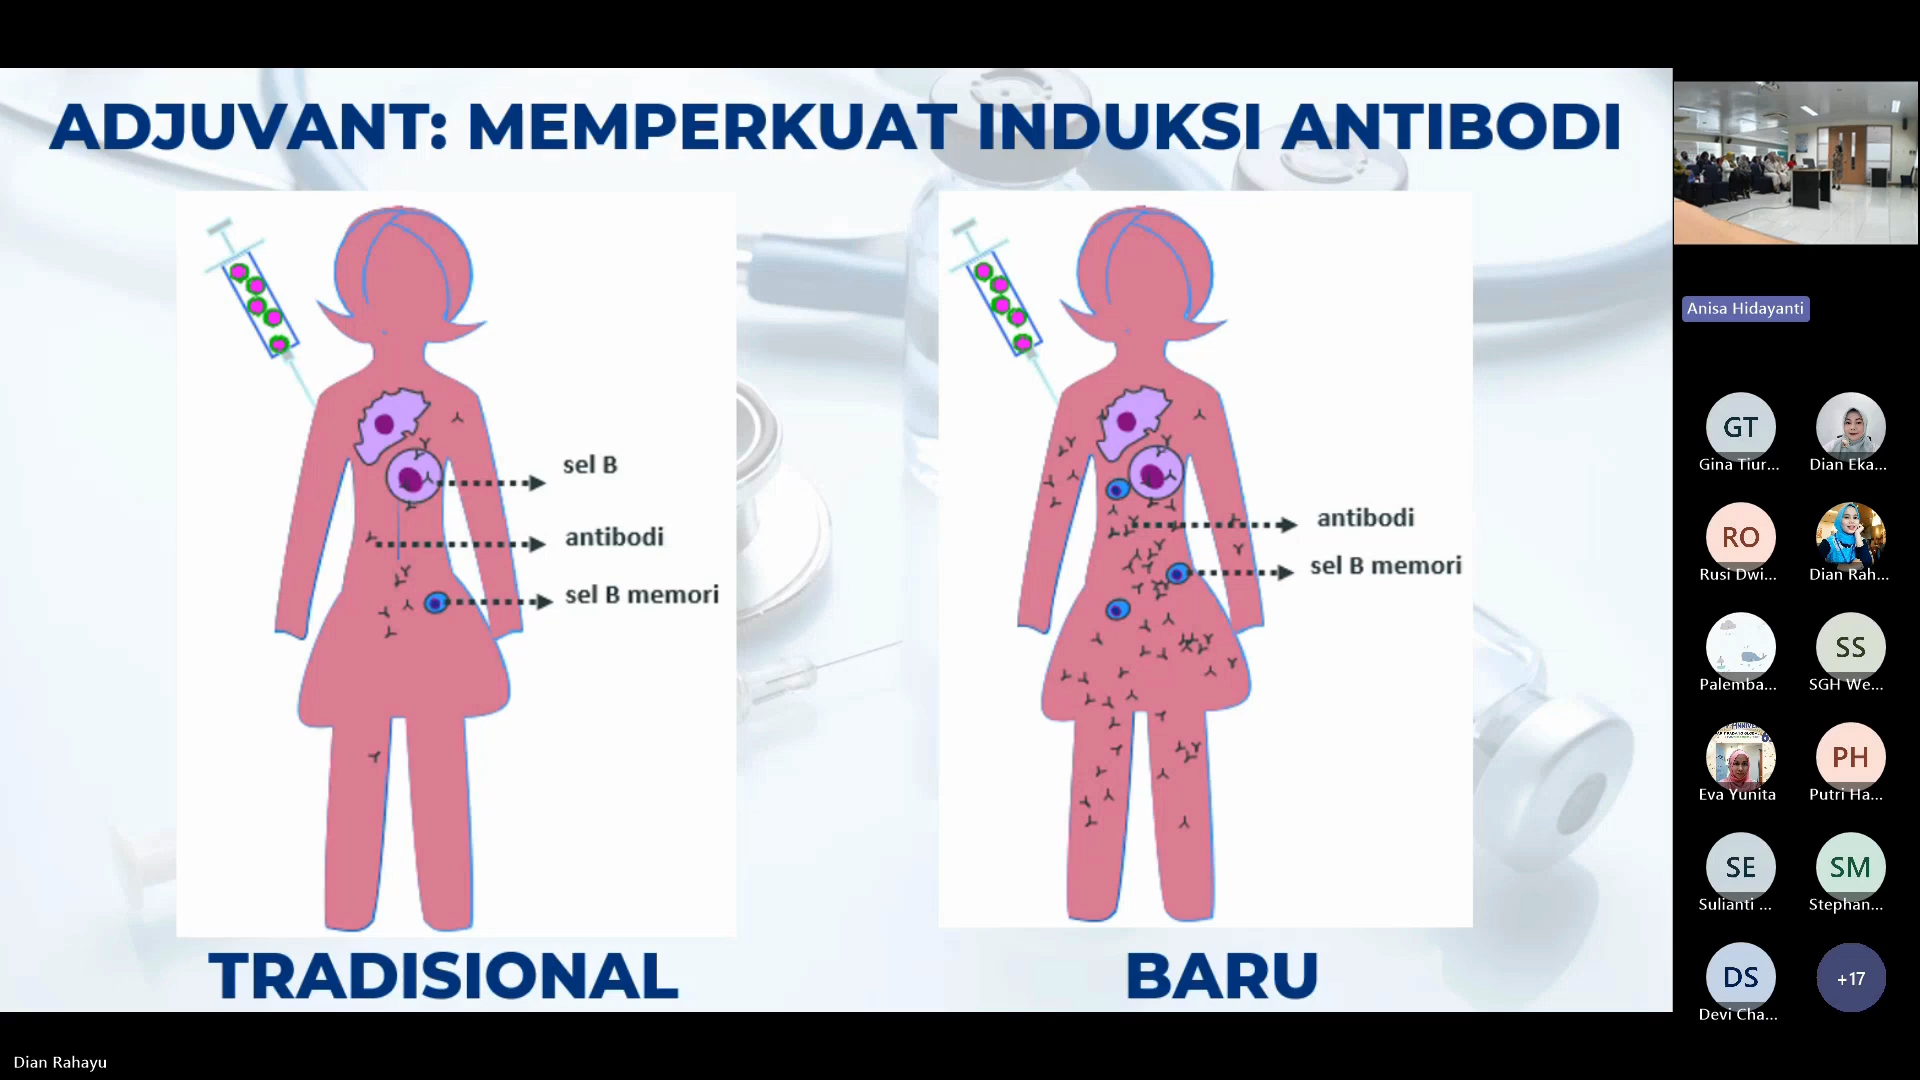 ADJUVANT: MEMPERKUAT INDUKSI ANTIBODI
sel B
antibodi
sel B memori
antibodi
sel B memori
TRADISIONAL
BARU
Anisa Hidayanti
GT
Gina Tiur...
Dian Eka...
RO
Rusi Dwi...
Dian Rah...
Palemba...
SS
SGH We...
Eva Yunita
PH
Putri Ha...
SE
Sulianti ...
SM
Stephan...
DS
Devi Cha...
+17
Dian Rahayu